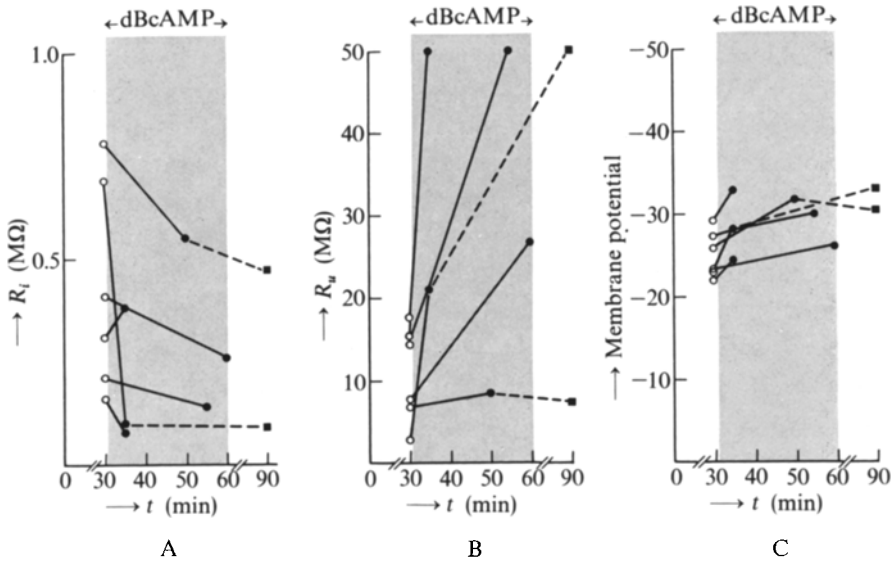 ←dBcAMP→
1.0
0.5
→ Ri (MΩ)
0 30 40 50 60 90
→ t (min)
A
←dBcAMP→
50
40
30
20
10
→ Ru (MΩ)
0 30 40 50 60 90
→ t (min)
B
←dBcAMP→
−50
−40
−30
−20
−10
→ Membrane potential
0 30 40 50 60 90
→ t (min)
C